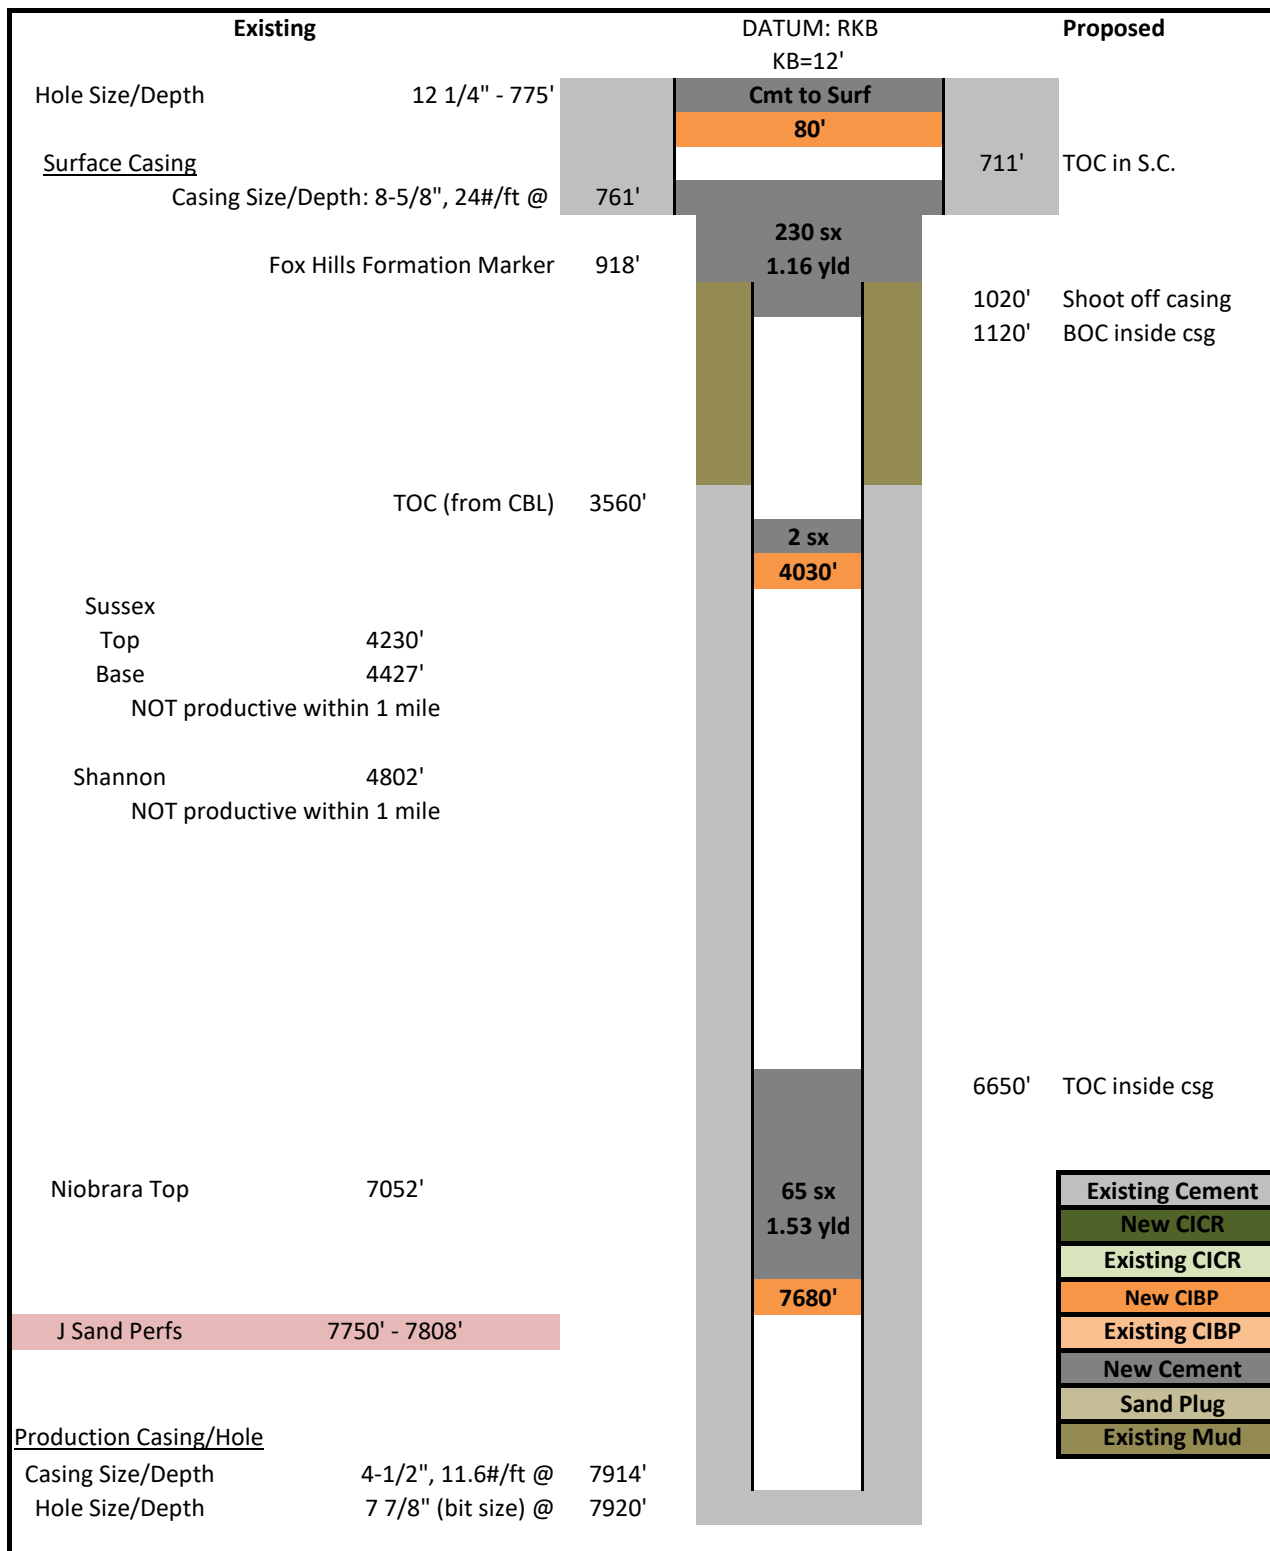 Existing DATUM: RKB Proposed
KB=12'
Hole Size/Depth 12 1/4" - 775' Cmt to Surf
80'
Surface Casing 711' TOC in S.C.
Casing Size/Depth: 8-5/8", 24#/ft @ 761'
230 sx
Fox Hills Formation Marker 918' 1.16 yld
1020' Shoot off casing
1120' BOC inside csg
TOC (from CBL) 3560'
2 sx
4030'
Sussex
Top 4230'
Base 4427'
NOT productive within 1 mile
Shannon 4802'
NOT productive within 1 mile
6650' TOC inside csg
Niobrara Top 7052' 65 sx Existing Cement
1.53 yld New CICR
Existing CICR
7680' New CIBP
J Sand Perfs 7750' - 7808' Existing CIBP
New Cement
Sand Plug
Production Casing/Hole Existing Mud
Casing Size/Depth 4-1/2", 11.6#/ft @ 7914'
Hole Size/Depth 7 7/8" (bit size) @ 7920'